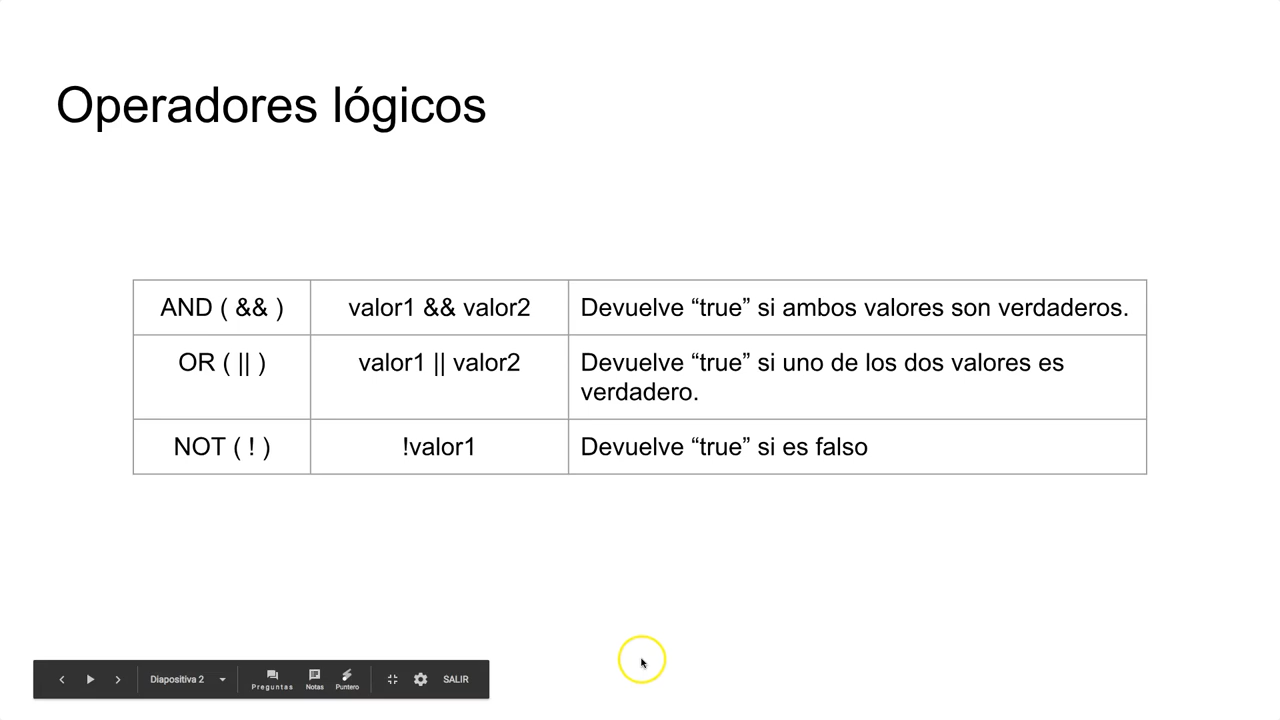 Operadores lógicos
AND ( && )
valor1 && valor2
Devuelve “true” si ambos valores son verdaderos.
OR ( || )
valor1 || valor2
Devuelve “true” si uno de los dos valores es
verdadero.
NOT ( ! )
!valor1
Devuelve “true” si es falso
Diapositiva 2
Preguntas
Notas
Puntero
SALIR